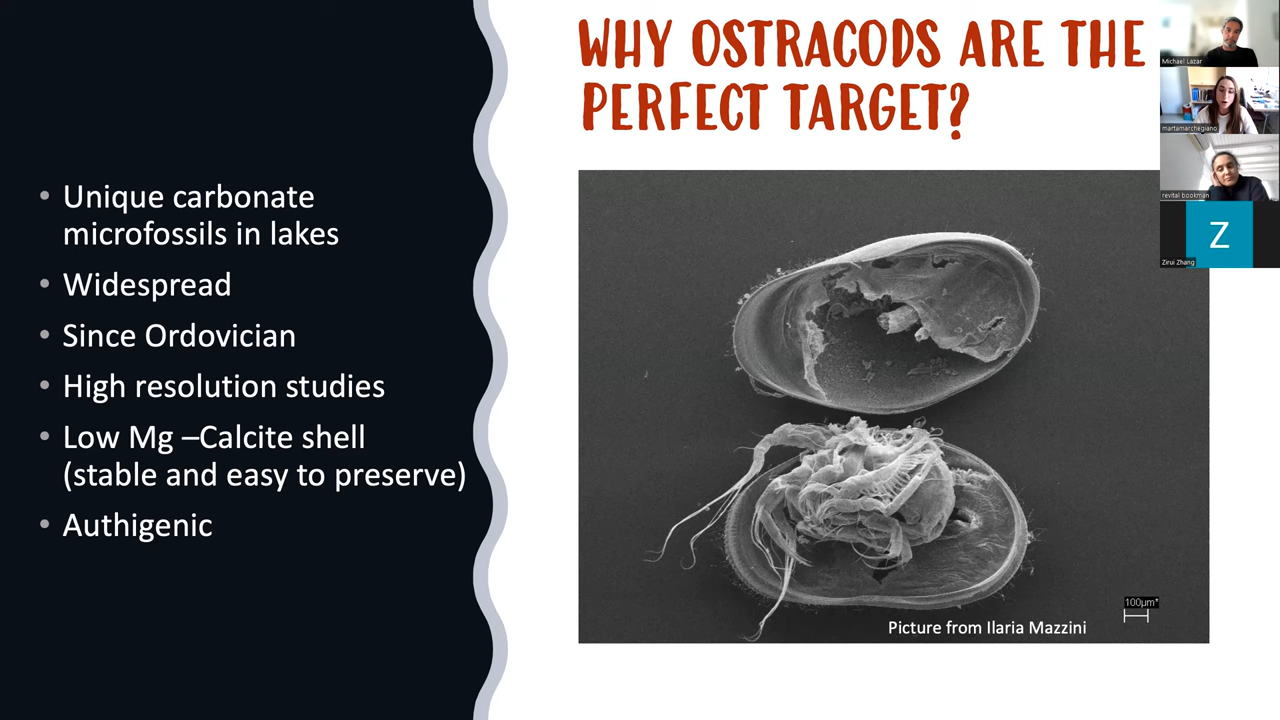 WHY OSTRACODS ARE THE
PERFECT TARGET?
• Unique carbonate
microfossils in lakes
• Widespread
• Since Ordovician
• High resolution studies
• Low Mg –Calcite shell
(stable and easy to preserve)
• Authigenic
100µm*
Picture from Ilaria Mazzini
Michael Lazar
martamarchegiano
revital bookman
Z
Zirui Zhang